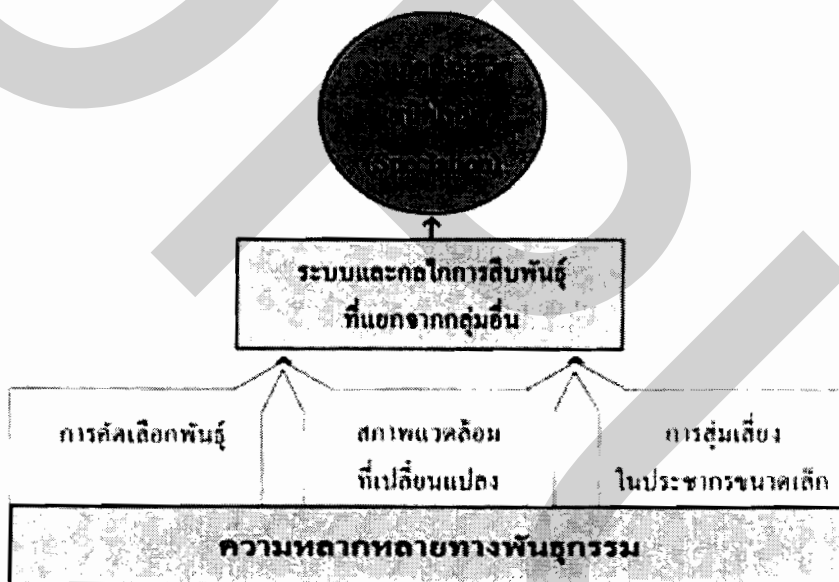 ระบบและกลไกการสืบพันธุ์
ที่แยกจากกลุ่มอื่น
การคัดเลือกพันธุ์
สภาพแวดล้อม
ที่เปลี่ยนแปลง
การสุ่มเสี่ยง
ในประชากรขนาดเล็ก
ความหลากหลายทางพันธุกรรม